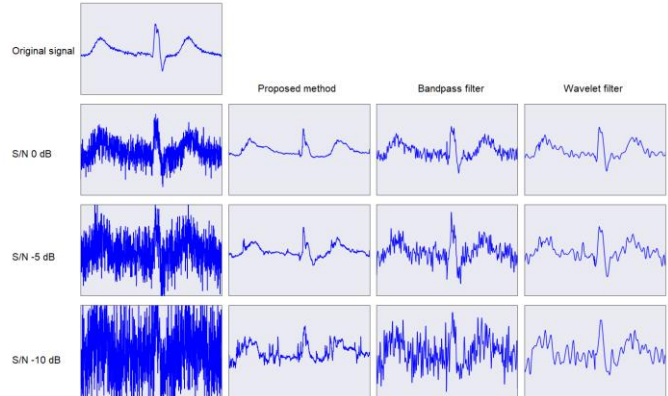 Original signal
Proposed method Bandpass filter Wavelet filter
S/N 0 dB
S/N -5 dB
S/N -10 dB